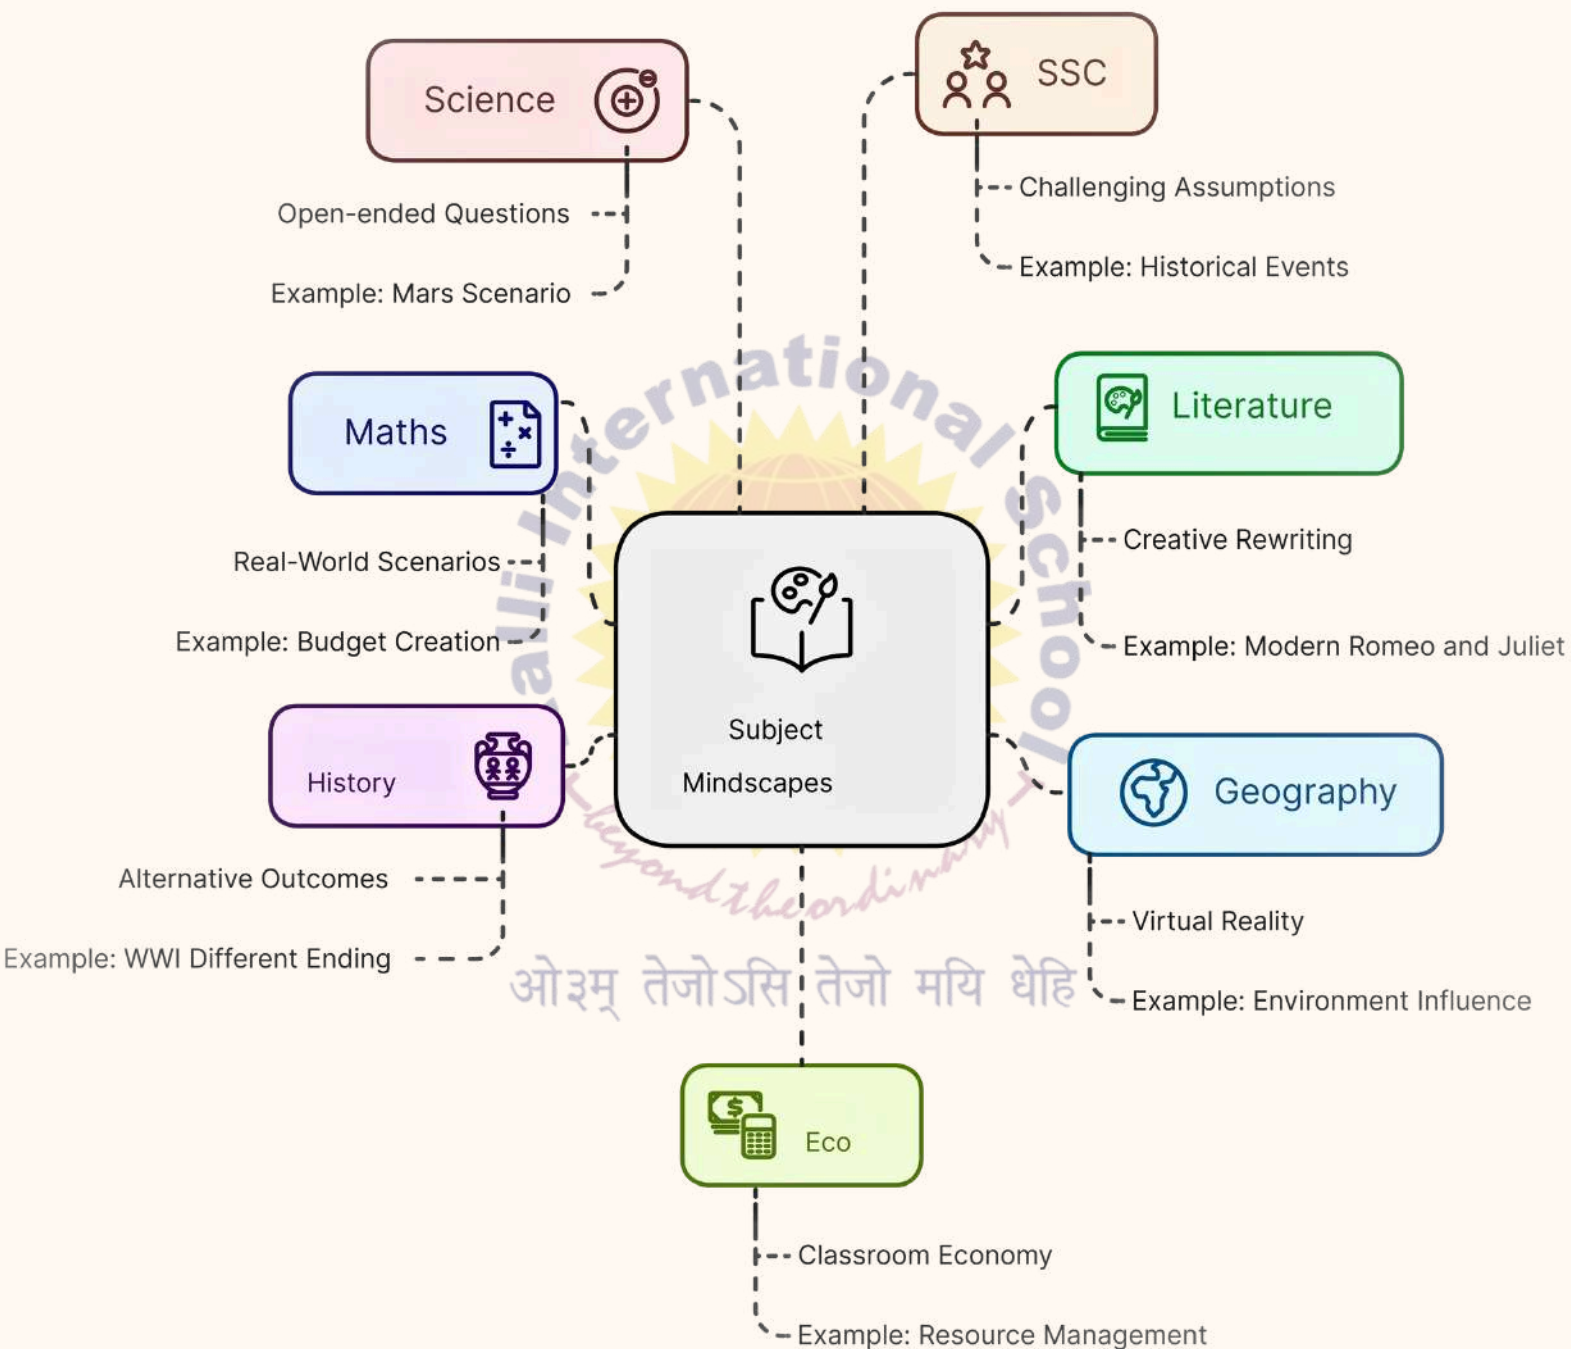 Science
Open-ended Questions
Example: Mars Scenario
SSC
Challenging Assumptions
Example: Historical Events
Maths
Real-World Scenarios
Example: Budget Creation
Literature
Creative Rewriting
Example: Modern Romeo and Juliet
Subject
Mindscapes
History
Alternative Outcomes
Example: WWI Different Ending
Geography
Virtual Reality
Example: Environment Influence
Eco
Classroom Economy
Example: Resource Management
International School
beyond the ordinary
ओ३म् तेजोऽसि तेजो मयि धेहि